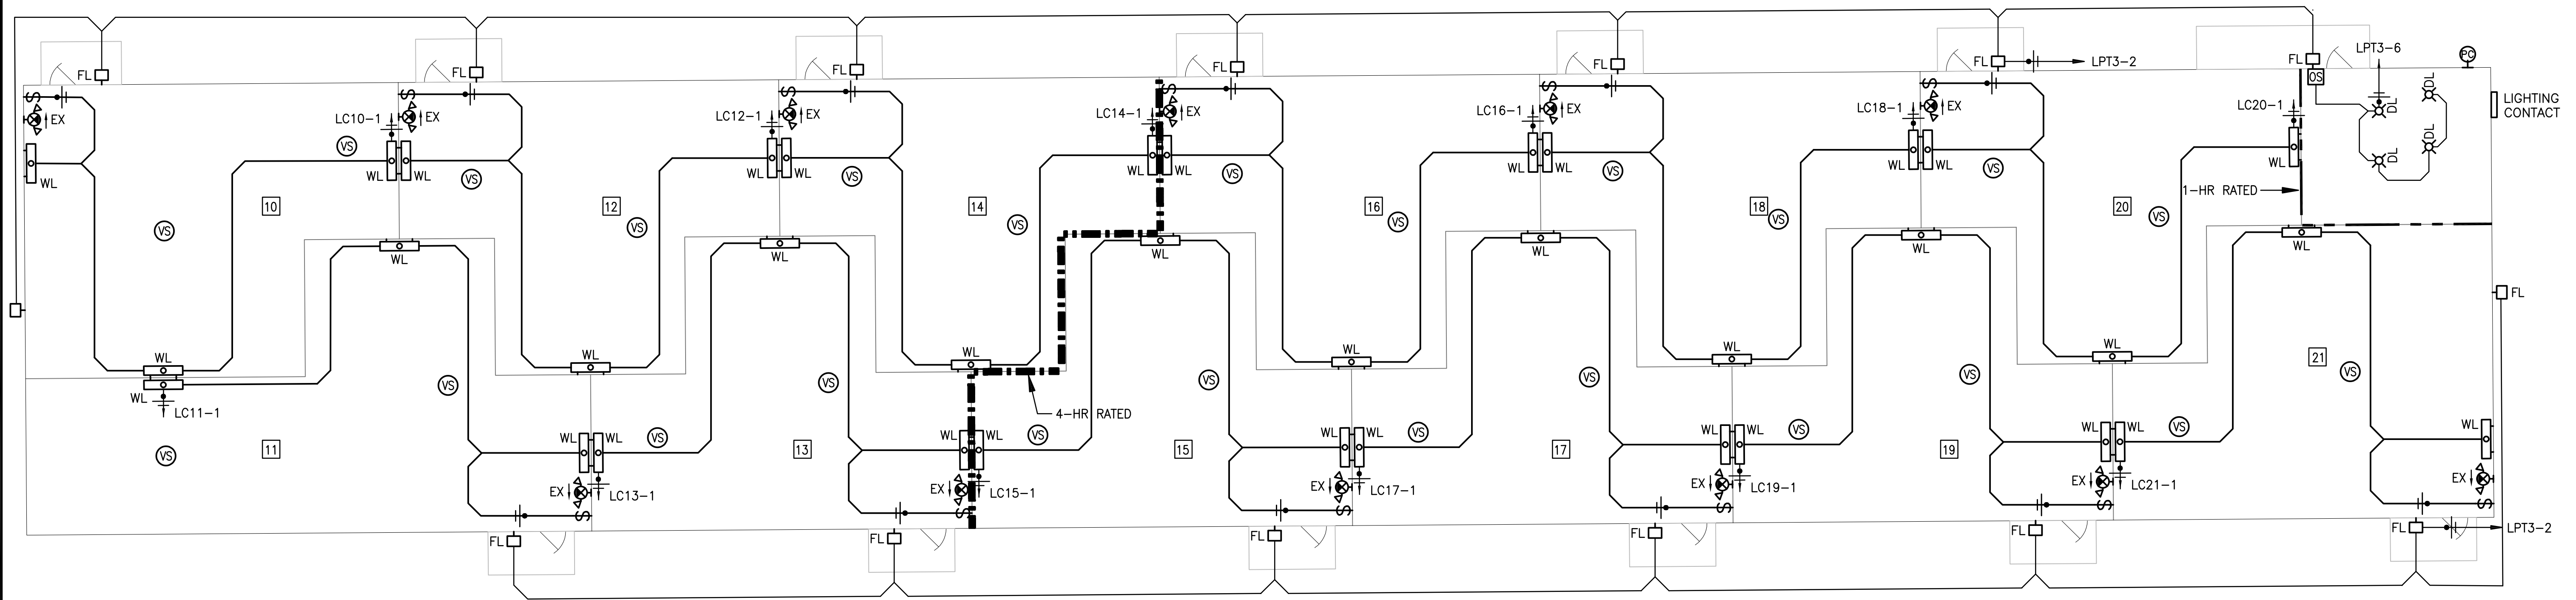 FL
FL
FL
FL
FL
FL
LPT3-2
FL
LPT3-6
PC
S
EX
S
EX
S
EX
S
EX
S
EX
S
EX
OS
DL
DL
DL
DL
LIGHTING
CONTACT
LC10-1
LC12-1
LC14-1
LC16-1
LC18-1
LC20-1
VS
WL
WL
WL
VS
WL
WL
VS
WL
WL
VS
WL
WL
VS
WL
WL
VS
WL
1-HR RATED
VS
10
12
VS
14
VS
16
VS
18
VS
20
VS
WL
WL
WL
WL
WL
WL
FL
WL
WL
WL
WL
WL
WL
21
VS
WL
LC11-1
VS
VS
VS
VS
VS
4-HR RATED
VS
11
WL
WL
VS
13
WL
WL
VS
15
WL
WL
VS
17
WL
WL
VS
19
WL
WL
VS
WL
EX
LC13-1
EX
LC15-1
EX
LC17-1
EX
LC19-1
EX
LC21-1
EX
S
S
S
S
S
S
FL
FL
FL
FL
FL
FL
LPT3-2